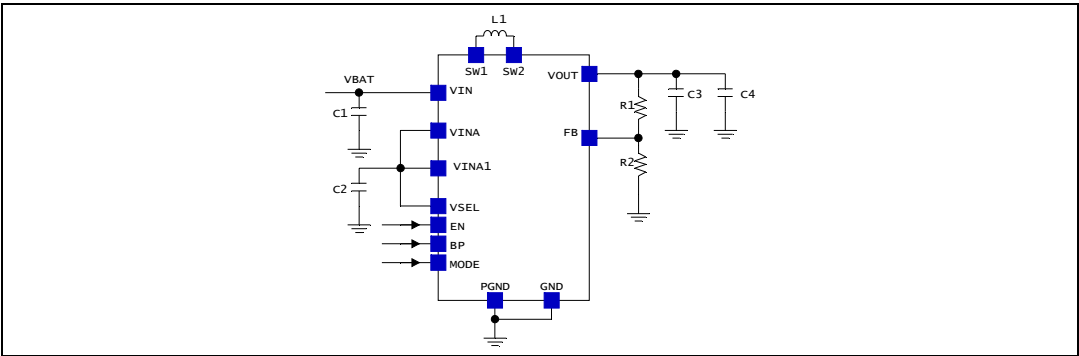 L1
SW1 SW2
VOUT
VBAT
VIN
C1
R1
C3
C4
VINA
FB
VINA1
R2
C2
VSEL
EN
BP
MODE
PGND
GND